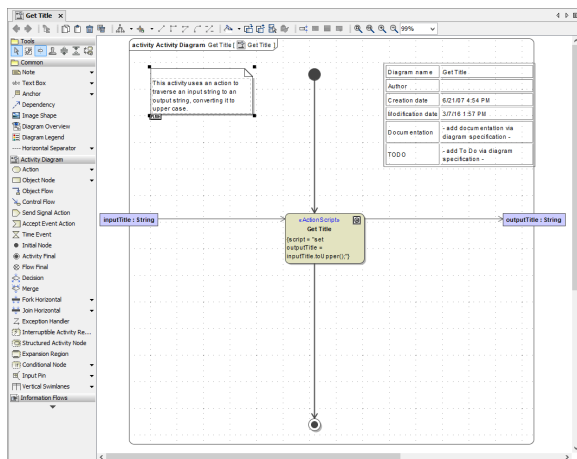 Get Title
99%
Tools
Common
Note
Text Box
Anchor
Dependency
Image Shape
Diagram Overview
Diagram Legend
Horizontal Separator
Activity Diagram
Action
Object Node
Object Flow
Control Flow
Send Signal Action
Accept Event Action
Time Event
Initial Node
Activity Final
Flow Final
Decision
Merge
Fork Horizontal
Join Horizontal
Exception Handler
Interruptible Activity Re...
Structured Activity Node
Expansion Region
Conditional Node
Input Pin
Vertical Swimlanes
Information Flows
activity Activity Diagram Get Title [ Get Title ]
This activity uses an action to
traverse an input string to an
output string, converting it to
upper case.
Diagram name Get Title
Author
Creation date 6/21/07 4:54 PM
Modification date 3/7/16 1:57 PM
Documentation - add documentation via
diagram specification -
TODO - add To Do via diagram
specification -
inputTitle : String
«ActionScript»
Get Title
{script = "set
outputTitle =
inputTitle.toUpper();"}
outputTitle : String